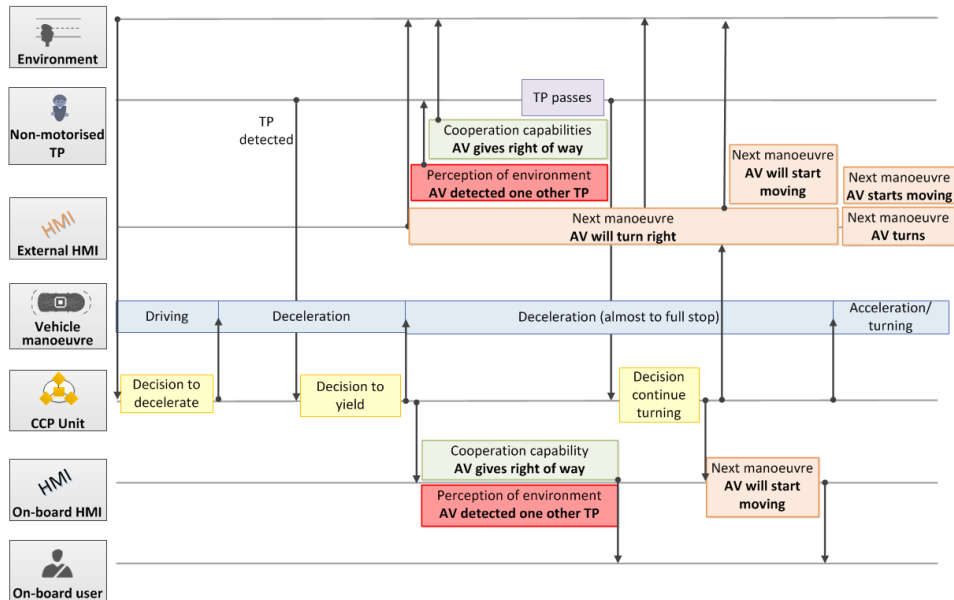 Environment
Non-motorised
TP
HMI
External HMI
Vehicle
manoeuvre
CCP Unit
HMI
On-board HMI
On-board user
TP
detected
TP passes
Cooperation capabilities
AV gives right of way
Perception of environment
AV detected one other TP
Next manoeuvre
AV will turn right
Next manoeuvre
AV will start
moving
Next manoeuvre
AV starts moving
Next manoeuvre
AV turns
Driving
Deceleration
Deceleration (almost to full stop)
Acceleration/
turning
Decision to
decelerate
Decision to
yield
Decision
continue
turning
Cooperation capability
AV gives right of way
Perception of environment
AV detected one other TP
Next manoeuvre
AV will start
moving